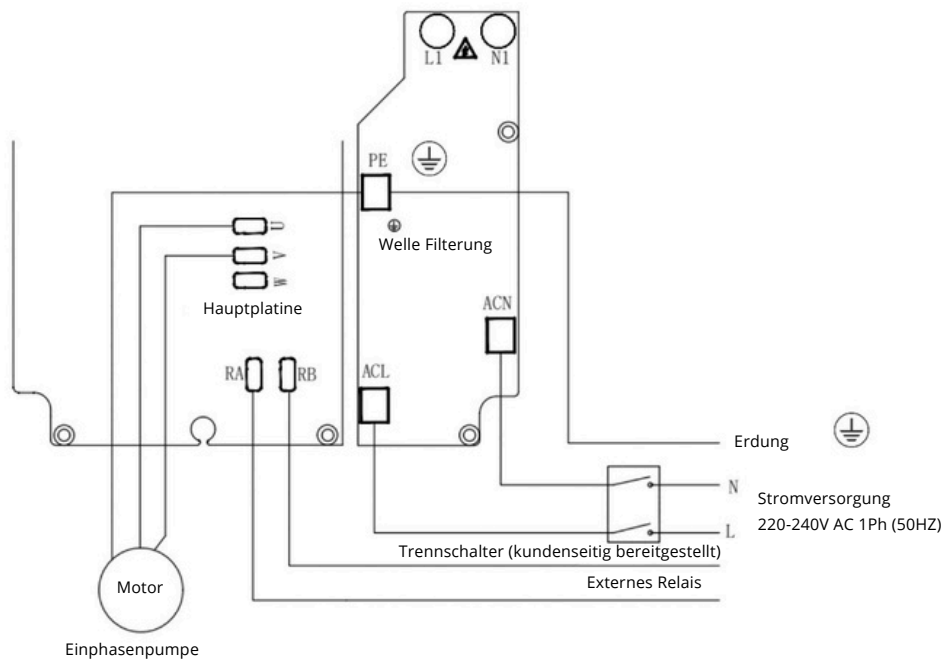 L1 N1
PE
Welle Filterung
U
V
W
Hauptplatine
ACN
RA RB
ACL
Erdung
N
Stromversorgung
220-240V AC 1Ph (50HZ)
L
Trennschalter (kundenseitig bereitgestellt)
Externes Relais
Motor
Einphasenpumpe